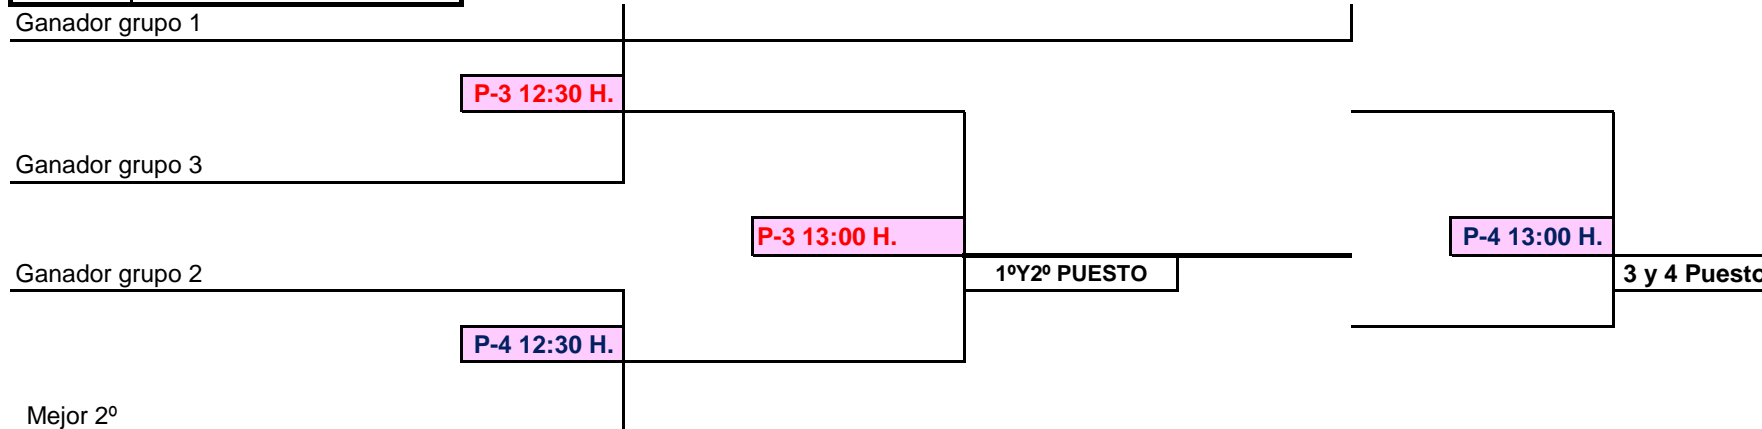 Ganador grupo 1
P-3 12:30 H.
Ganador grupo 3
P-3 13:00 H.
P-4 13:00 H.
Ganador grupo 2
1ºY2º PUESTO
3 y 4 Puesto
P-4 12:30 H.
Mejor 2º